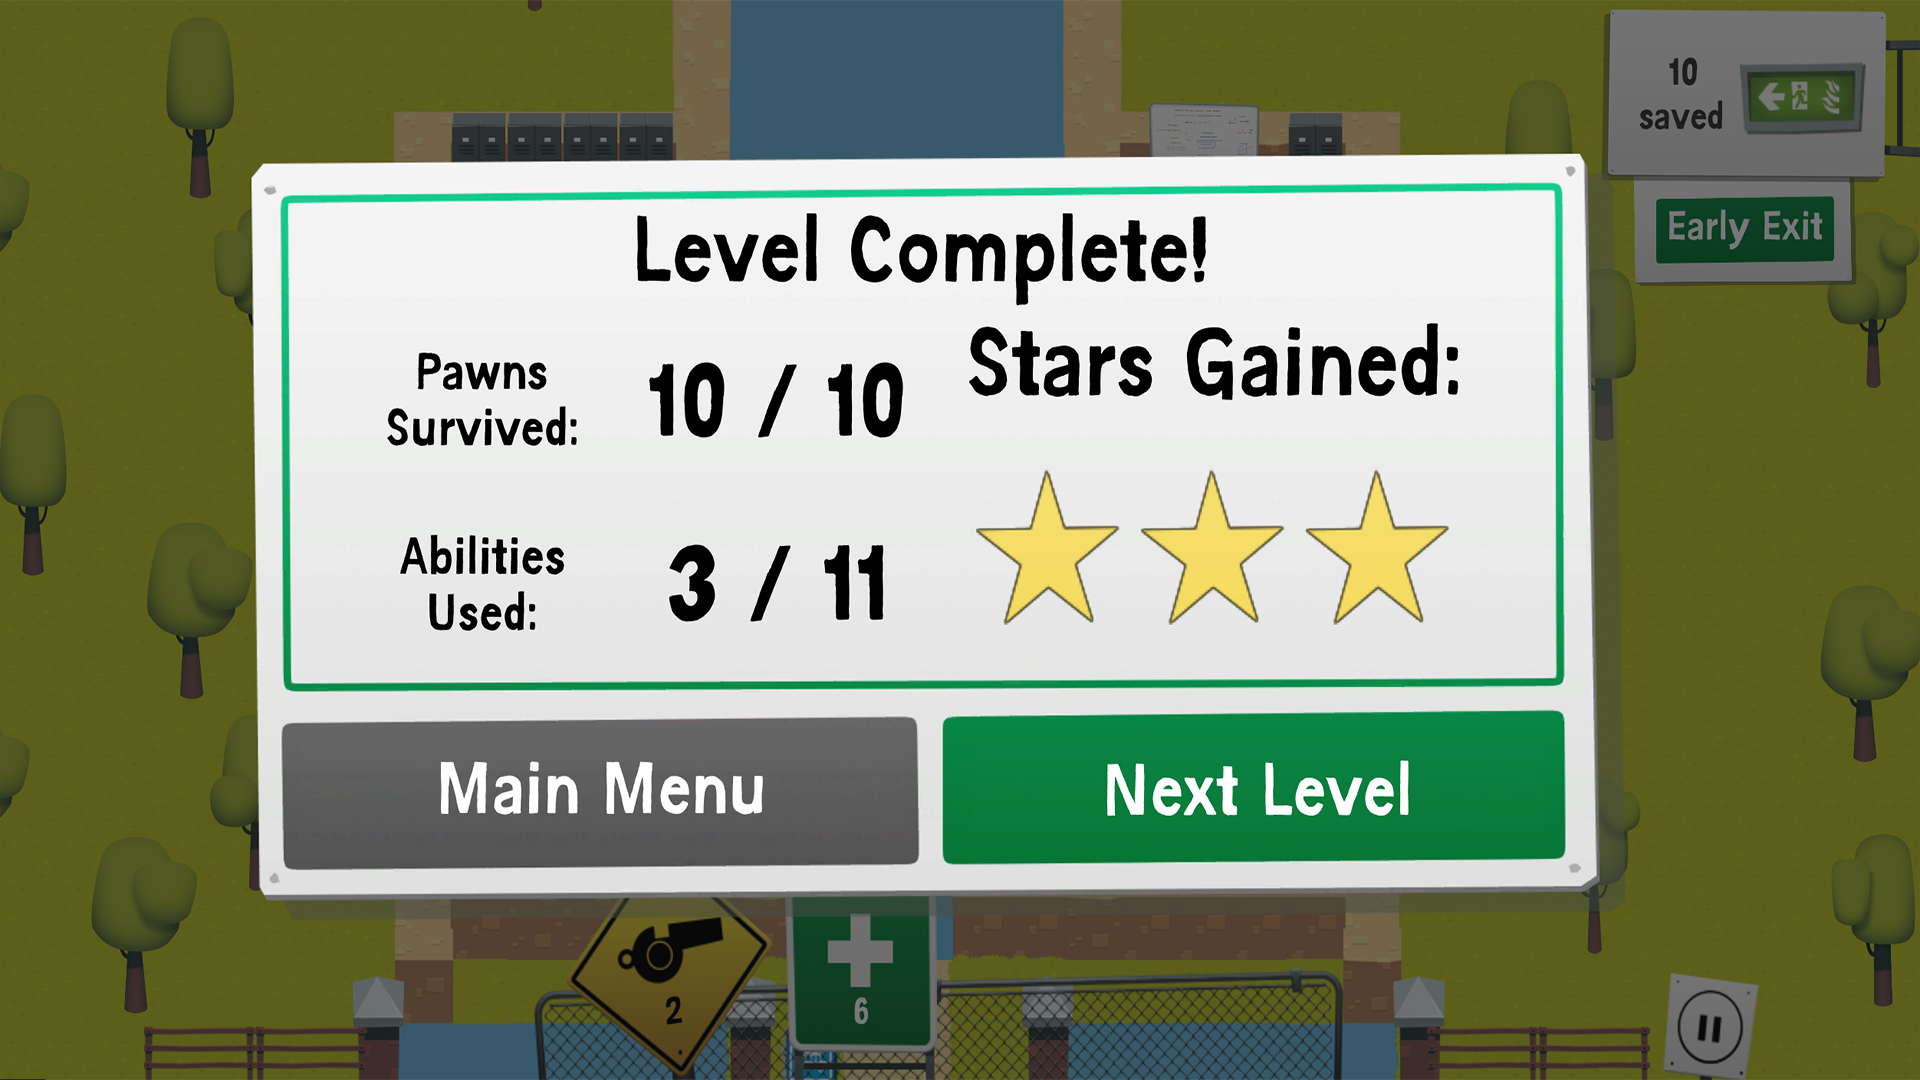 10
saved
Early Exit
Level Complete!
Pawns
Survived:
10 / 10
Stars Gained:
Abilities
Used:
3 / 11
Main Menu
Next Level
2
6